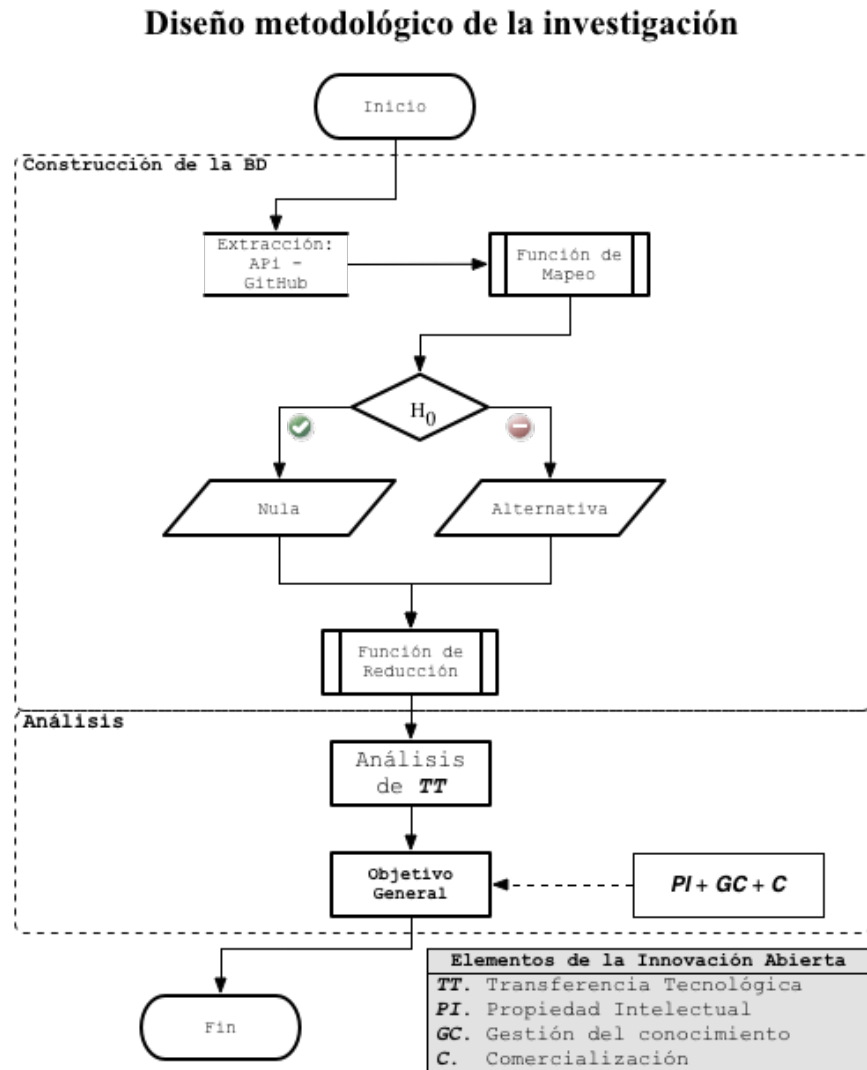 Diseño metodológico de la investigación
Inicio
Construcción de la BD
Extracción:
APi -
GitHub
Función de
Mapeo
H0
Nula
Alternativa
Función de
Reducción
Análisis
Análisis
de TT
Objetivo
General
PI + GC + C
Fin
Elementos de la Innovación Abierta
TT. Transferencia Tecnológica
PI. Propiedad Intelectual
GC. Gestión del conocimiento
C. Comercialización